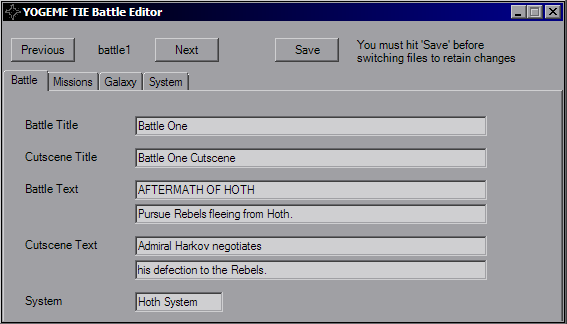 YOGEME TIE Battle Editor
Previous battle1 Next Save You must hit 'Save' before
switching files to retain changes
Battle Missions Galaxy System
Battle Title Battle One
Cutscene Title Battle One Cutscene
Battle Text AFTERMATH OF HOTH
Pursue Rebels fleeing from Hoth.
Cutscene Text Admiral Harkov negotiates
his defection to the Rebels.
System Hoth System